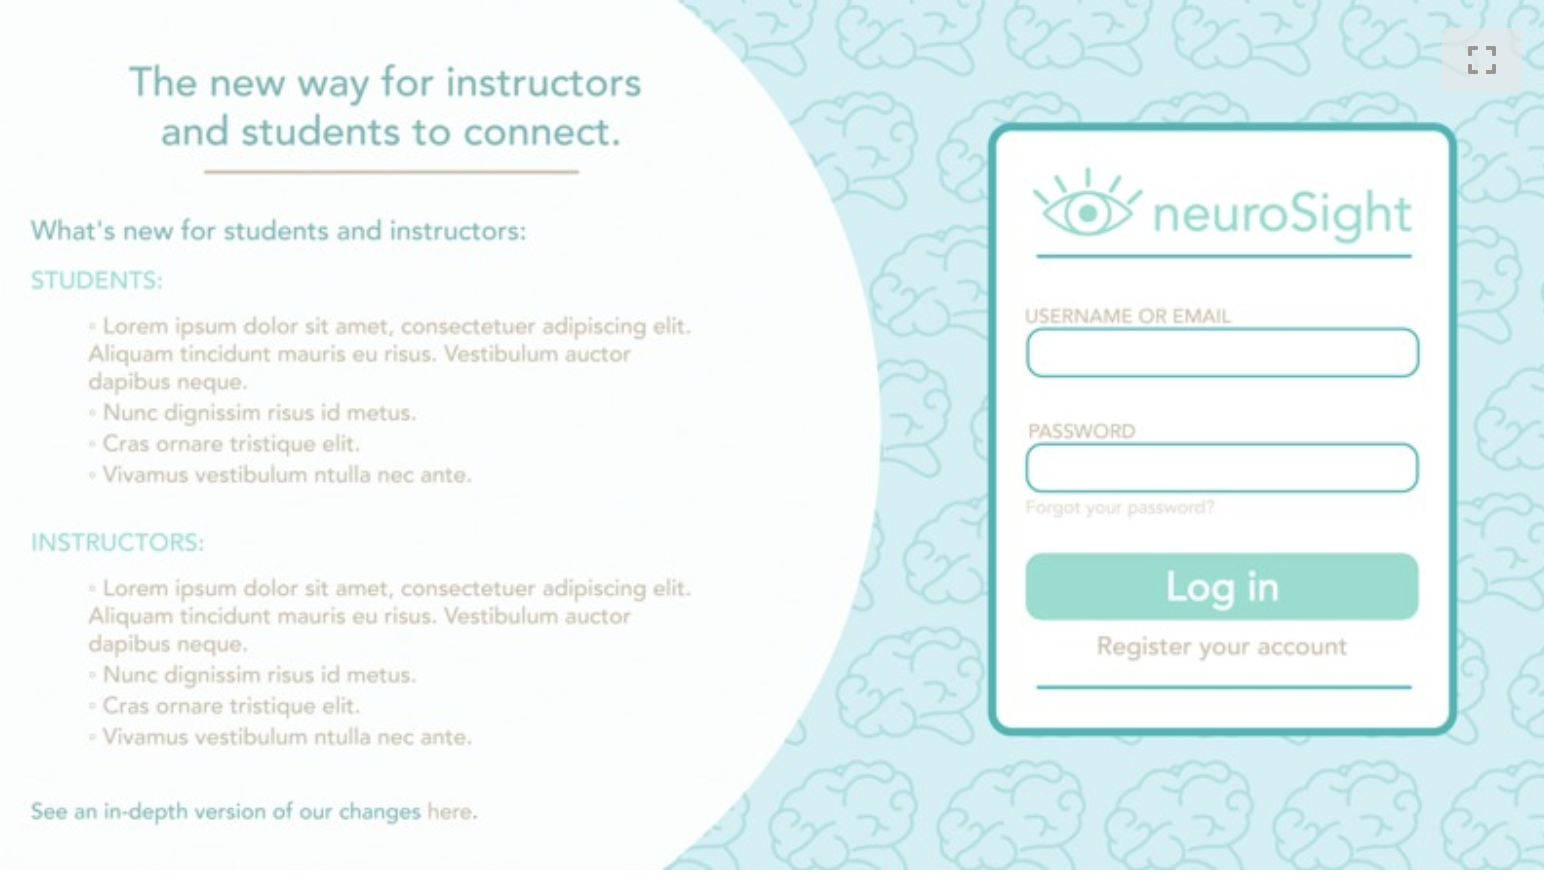 The new way for instructors
and students to connect.
What's new for students and instructors:
STUDENTS:
◦ Lorem ipsum dolor sit amet, consectetuer adipiscing elit.
Aliquam tincidunt mauris eu risus. Vestibulum auctor
dapibus neque.
◦ Nunc dignissim risus id metus.
◦ Cras ornare tristique elit.
◦ Vivamus vestibulum ntulla nec ante.
INSTRUCTORS:
◦ Lorem ipsum dolor sit amet, consectetuer adipiscing elit.
Aliquam tincidunt mauris eu risus. Vestibulum auctor
dapibus neque.
◦ Nunc dignissim risus id metus.
◦ Cras ornare tristique elit.
◦ Vivamus vestibulum ntulla nec ante.
See an in-depth version of our changes here.
neuroSight
USERNAME OR EMAIL
PASSWORD
Forgot your password?
Log in
Register your account